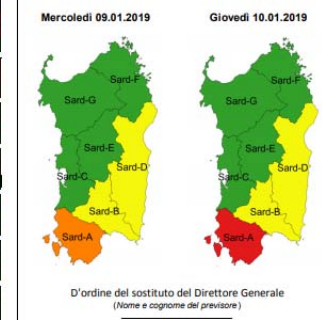 Mercoledì 09.01.2019 Giovedì 10.01.2019
Sard-F Sard-F
Sard-G Sard-G
Sard-E Sard-E
Sard-D Sard-D
Sard-C Sard-C
Sard-B Sard-B
Sard-A Sard-A
D'ordine del sostituto del Direttore Generale
(Nome e cognome del previsore)